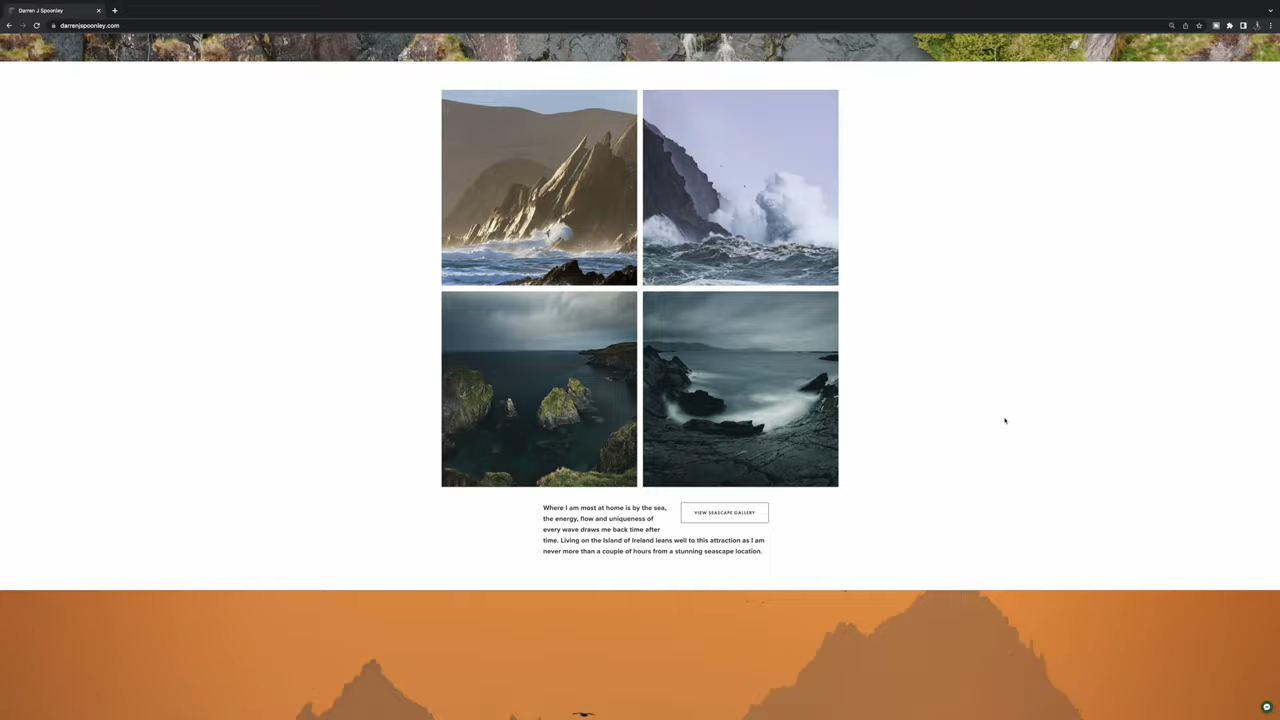 Darren J Spoonley
darrenjspoonley.com
Where I am most at home is by the sea,
the energy, flow and uniqueness of
every wave draws me back time after
time. Living on the Island of Ireland leans well to this attraction as I am
never more than a couple of hours from a stunning seascape location.
VIEW SEASCAPE GALLERY